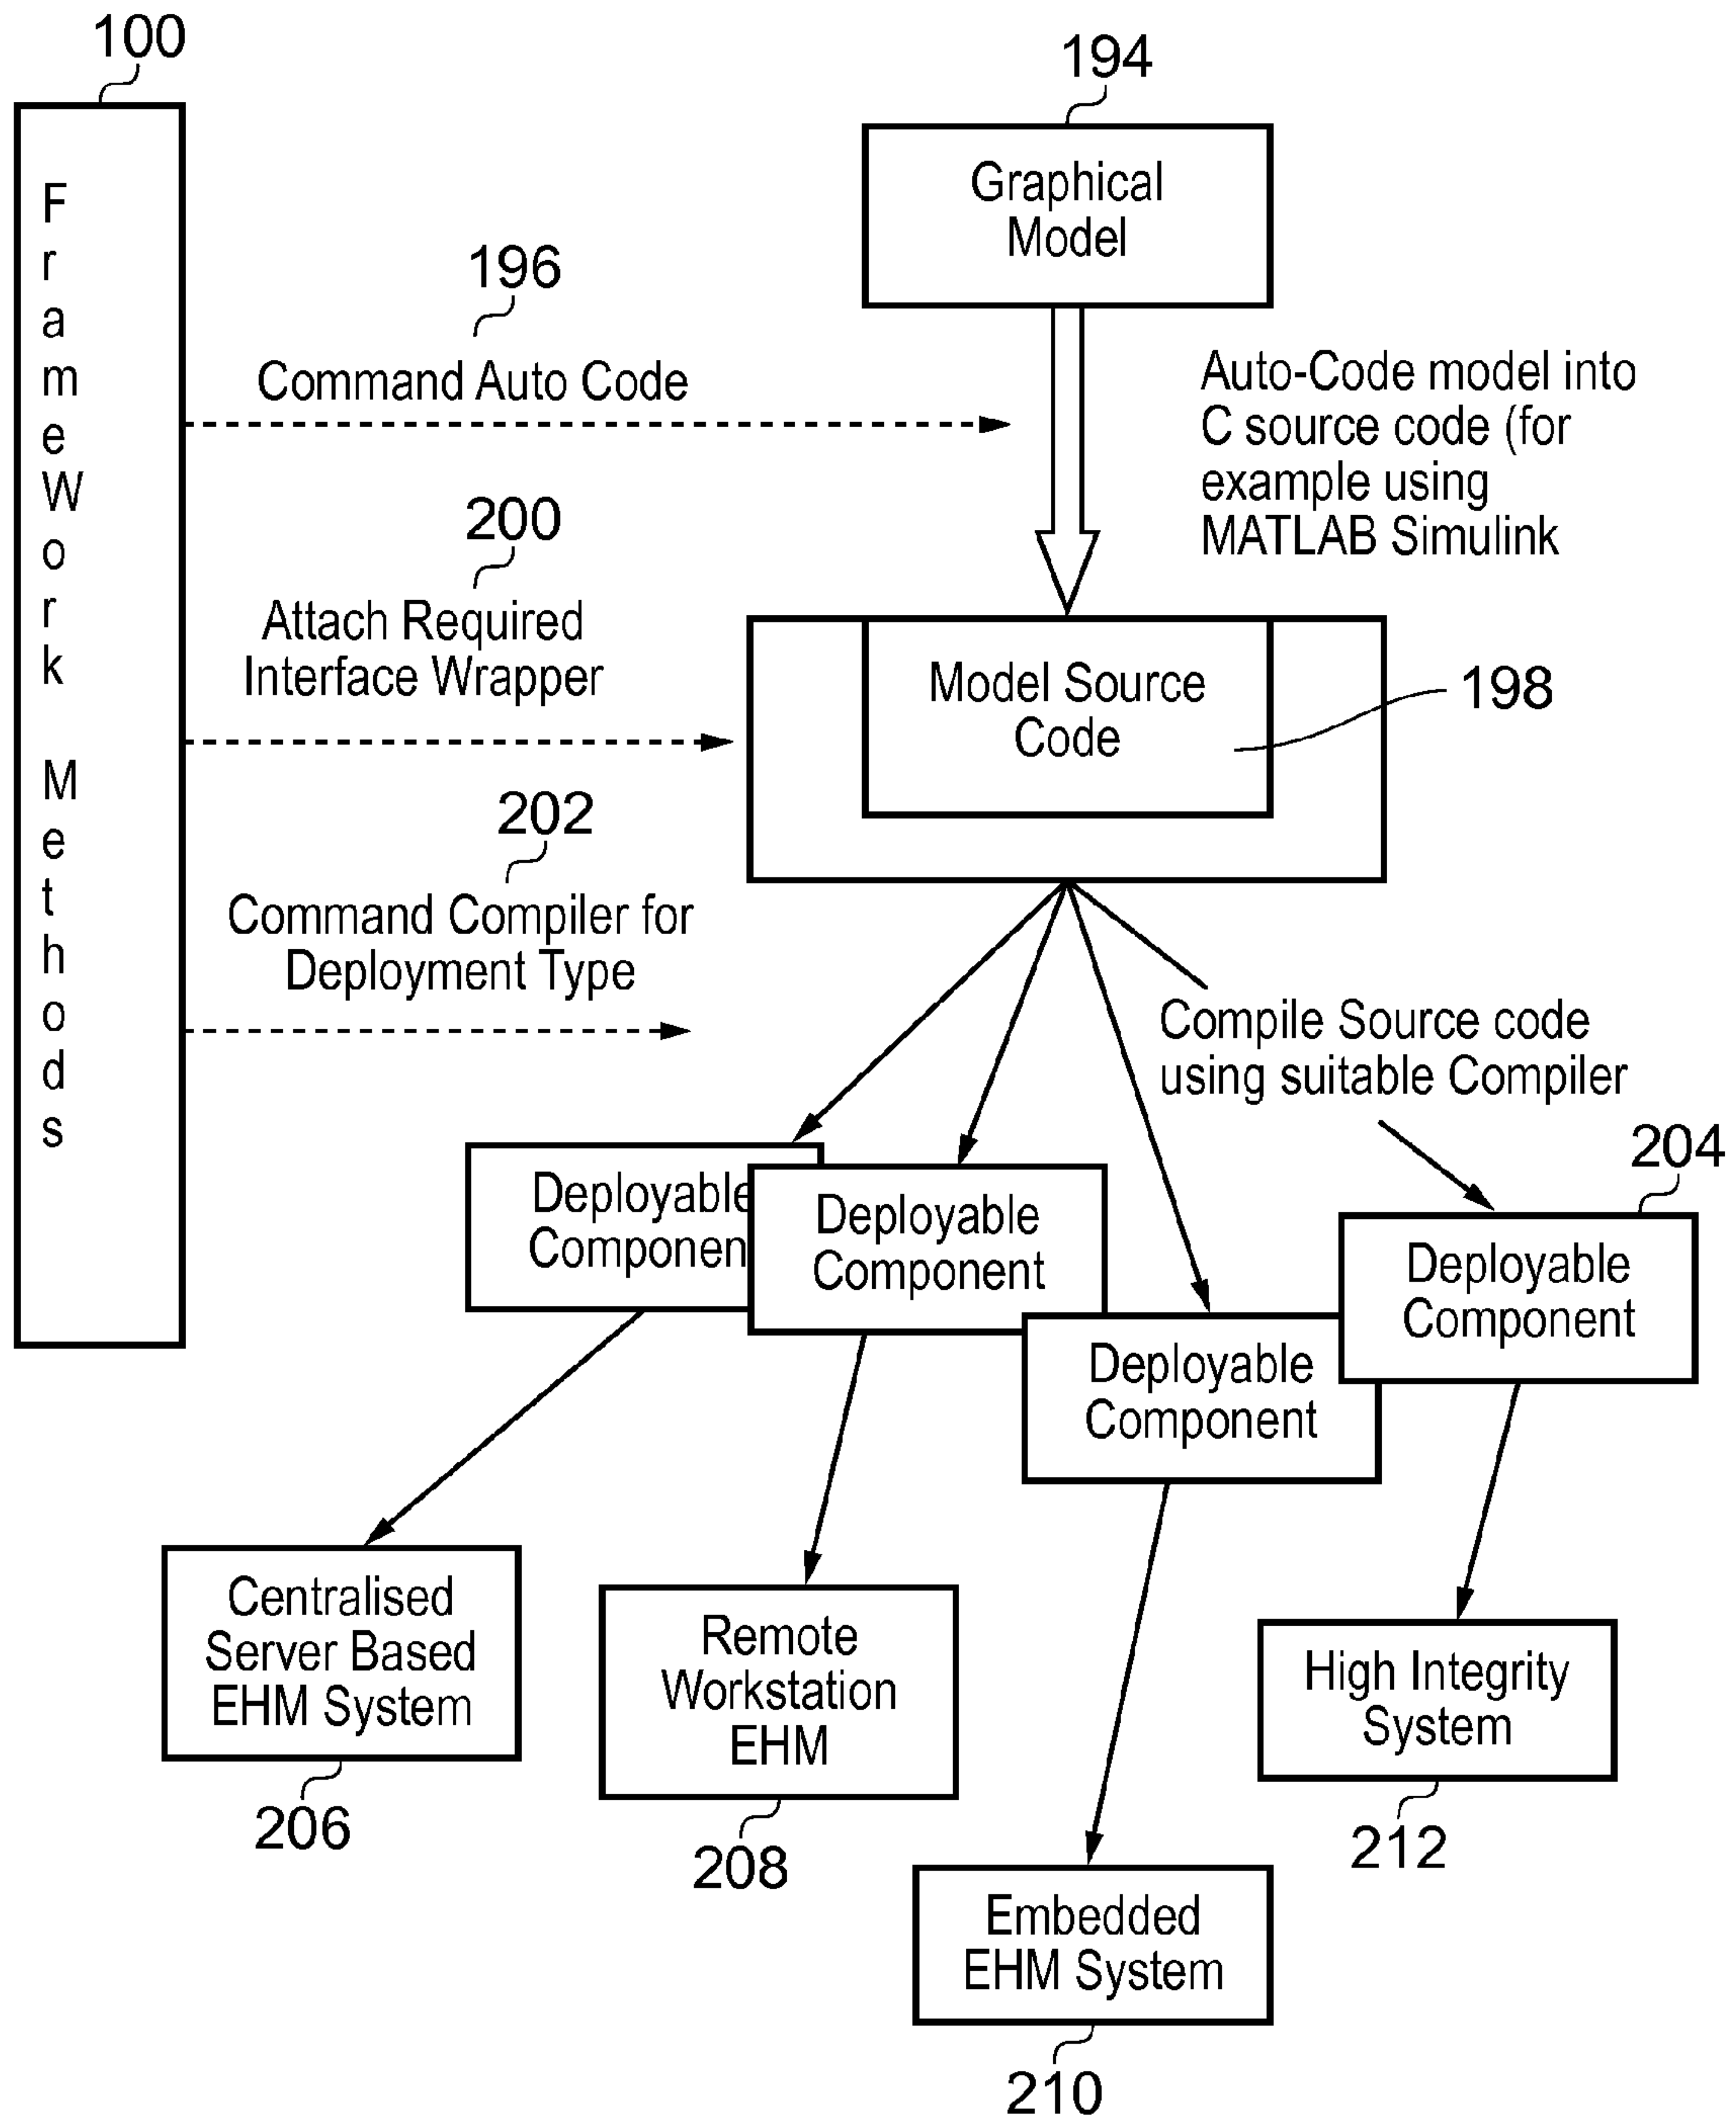 100
FrameWork Methods
194
Graphical
Model
196
Command Auto Code
Auto-Code model into
C source code (for
example using
MATLAB Simulink
200
Attach Required
Interface Wrapper
Model Source
Code
198
202
Command Compiler for
Deployment Type
Compile Source code
using suitable Compiler
204
Deployable
Componen
Deployable
Component
Deployable
Component
Deployable
Component
Centralised
Server Based
EHM System
206
Remote
Workstation
EHM
208
High Integrity
System
212
Embedded
EHM System
210